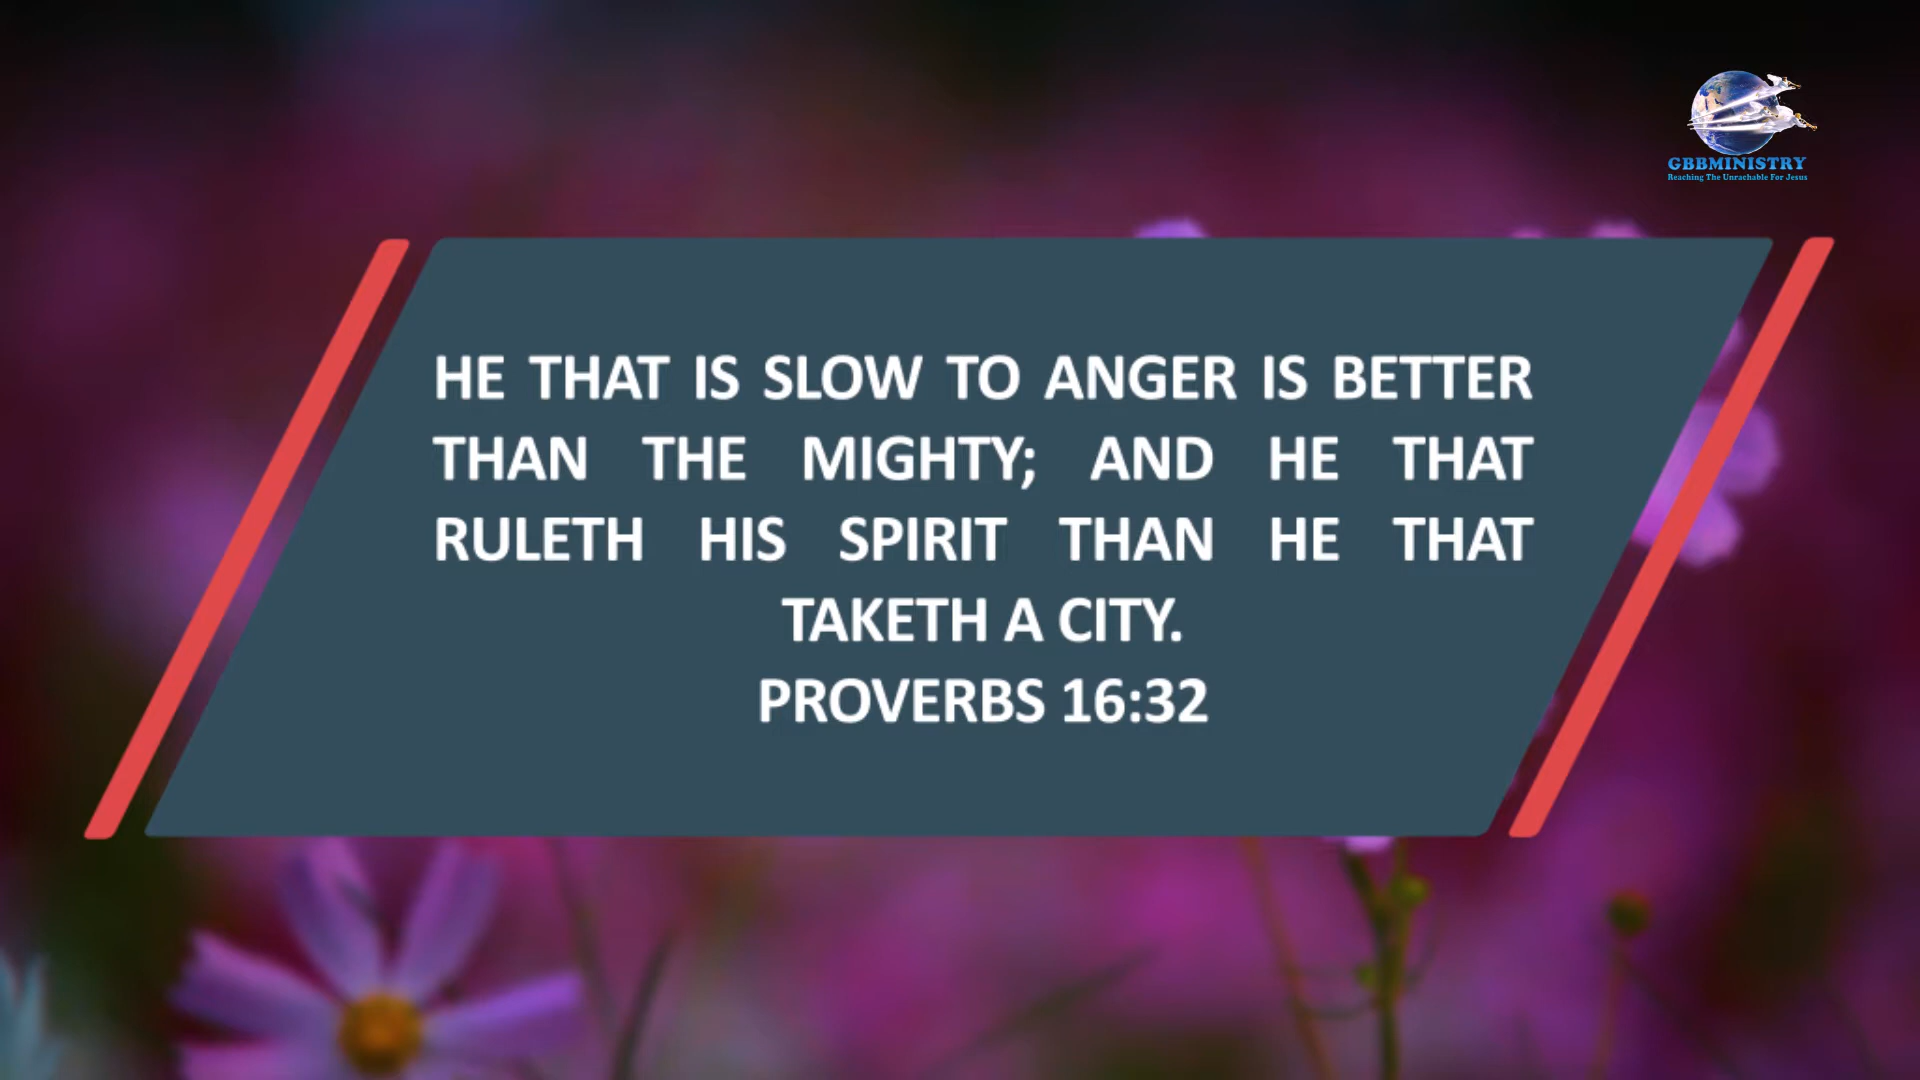 GBBMINISTRY
Reaching The Unrachable For Jesus
HE THAT IS SLOW TO ANGER IS BETTER
THAN THE MIGHTY; AND HE THAT
RULETH HIS SPIRIT THAN HE THAT
TAKETH A CITY.
PROVERBS 16:32